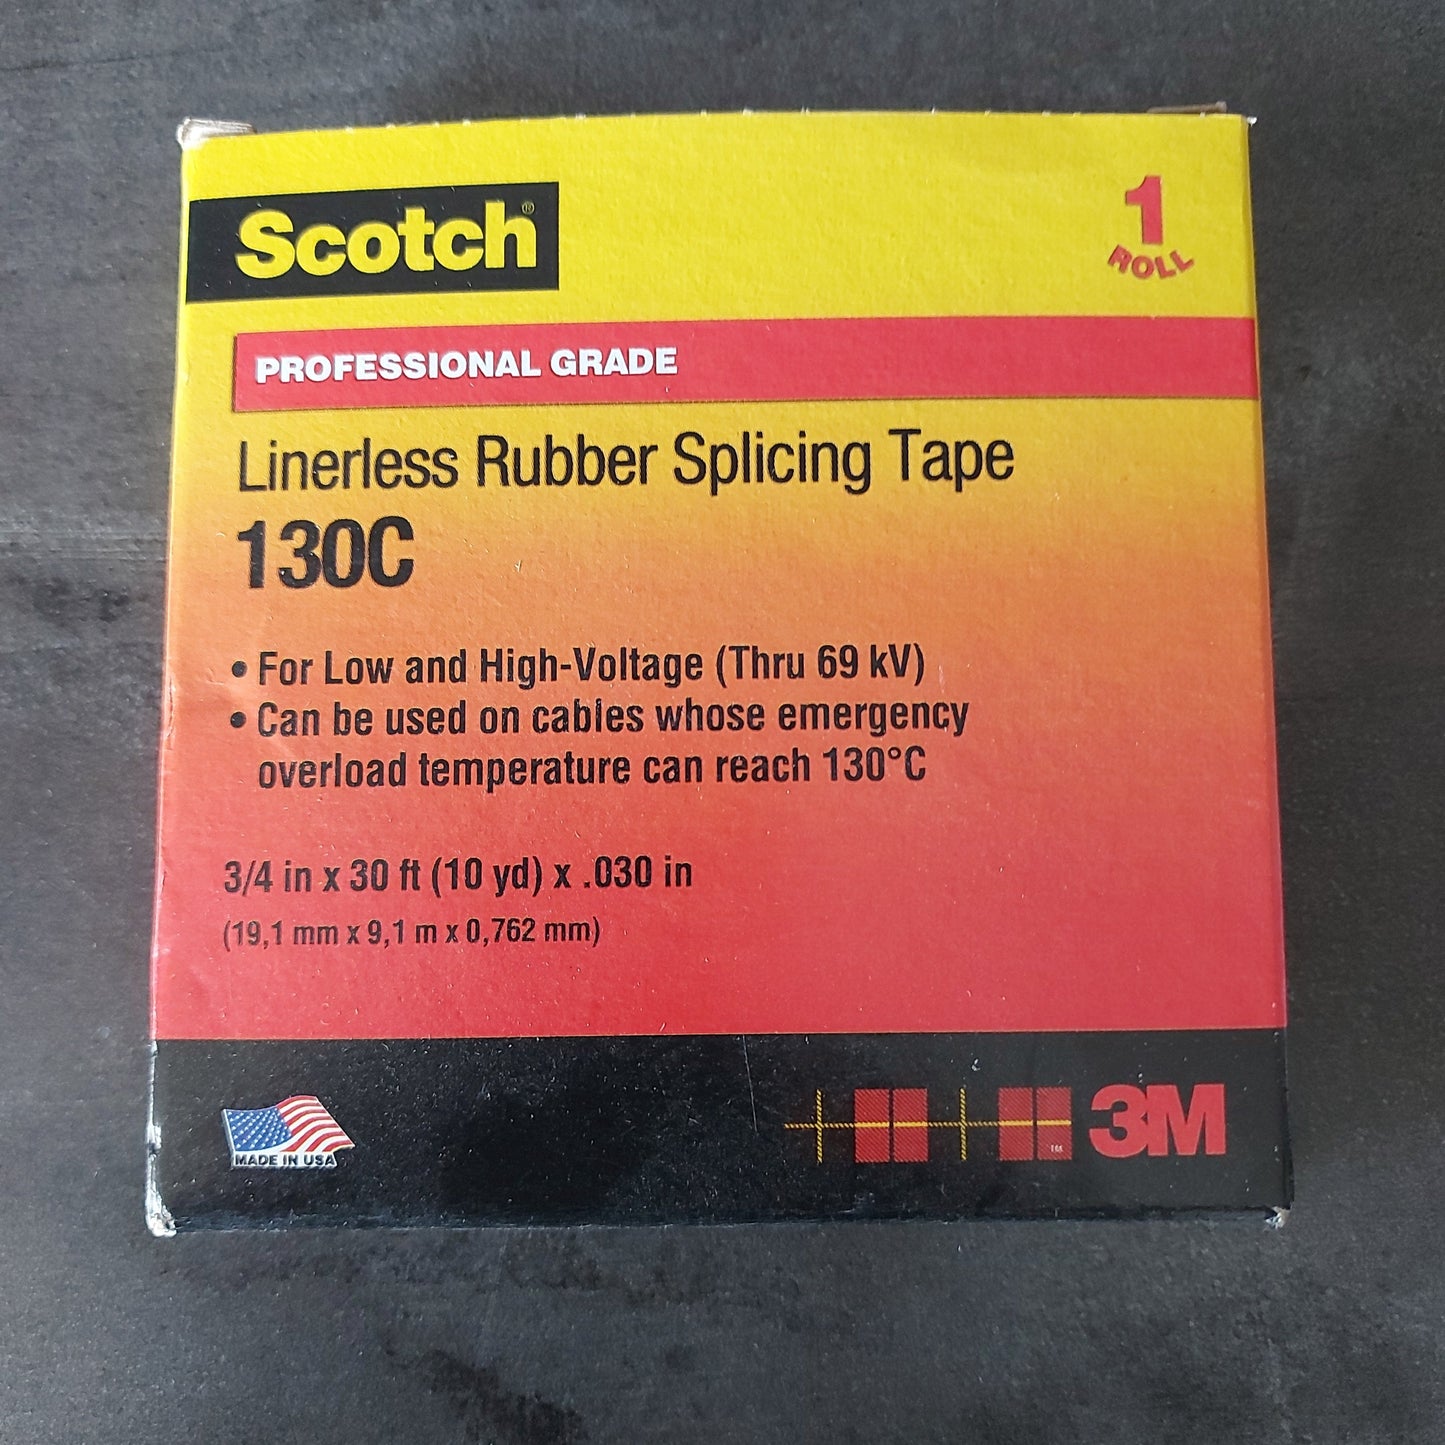 Scotch®
1
ROLL
PROFESSIONAL GRADE
Linerless Rubber Splicing Tape
130C
• For Low and High-Voltage (Thru 69 kV)
• Can be used on cables whose emergency
overload temperature can reach 130°C
3/4 in x 30 ft (10 yd) x .030 in
(19,1 mm x 9,1 m x 0,762 mm)
MADE IN USA
™ 3M